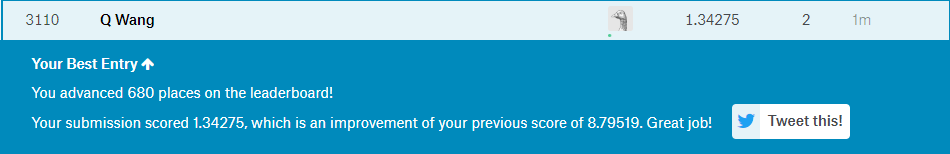 3110 Q Wang 1.34275 2 1m
Your Best Entry
You advanced 680 places on the leaderboard!
Your submission scored 1.34275, which is an improvement of your previous score of 8.79519. Great job! Tweet this!